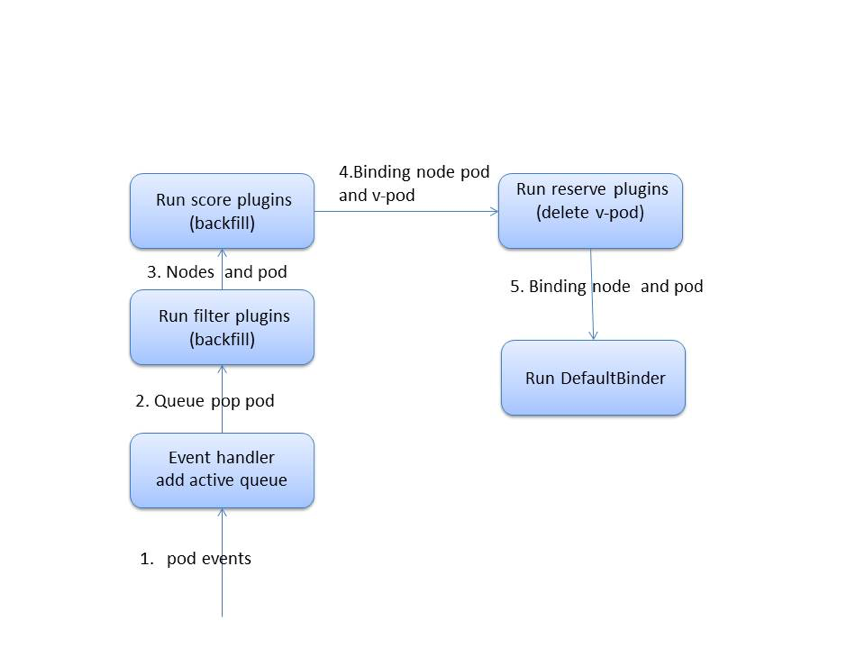 4.Binding node pod
and v-pod
Run score plugins
(backfill)
Run reserve plugins
(delete v-pod)
3. Nodes and pod
5. Binding node and pod
Run filter plugins
(backfill)
Run DefaultBinder
2. Queue pop pod
Event handler
add active queue
1. pod events